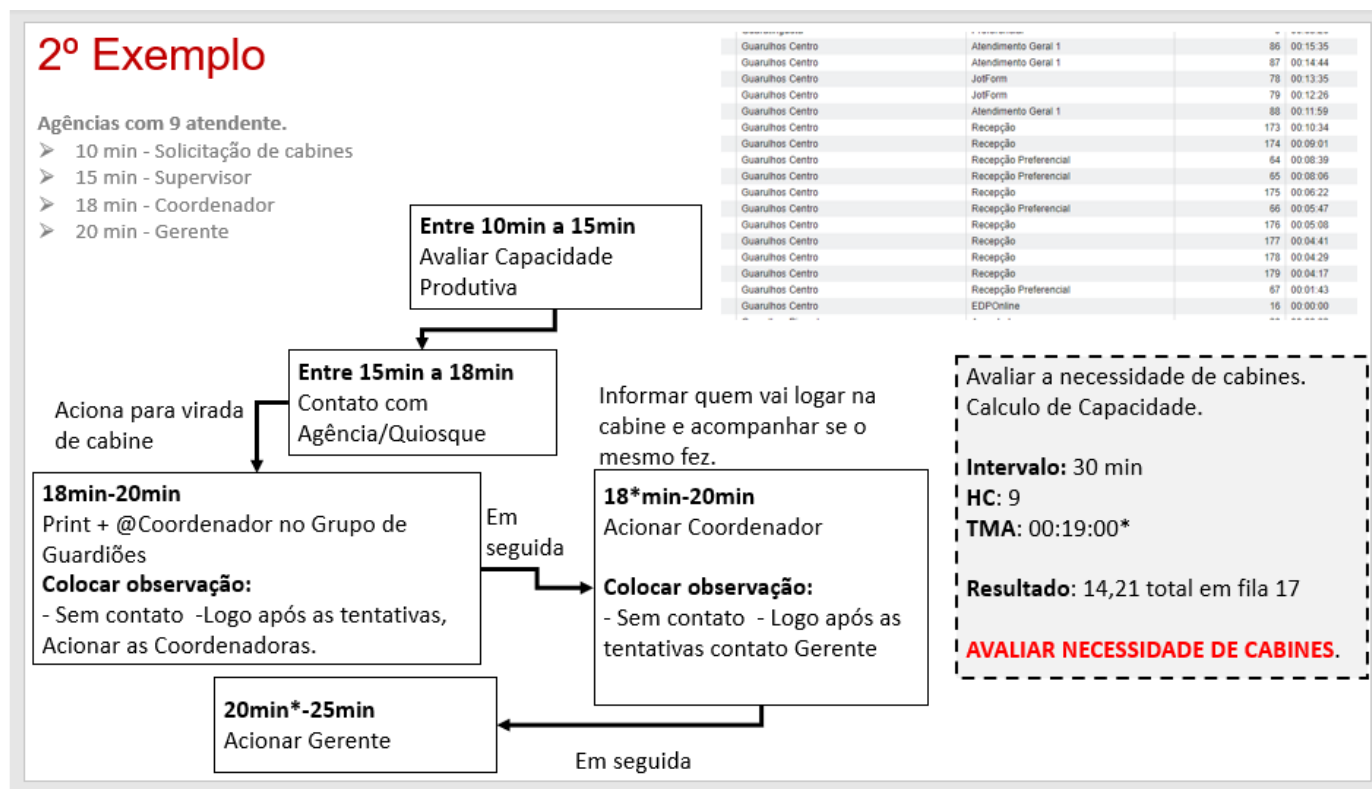 2º Exemplo
Agências com 9 atendente.
➢ 10 min - Solicitação de cabines
➢ 15 min - Supervisor
➢ 18 min - Coordenador
➢ 20 min - Gerente
Guarulhos Centro Atendimento Geral 1 86 00:15:35
Guarulhos Centro Atendimento Geral 1 87 00:14:44
Guarulhos Centro JotForm 78 00:13:35
Guarulhos Centro JotForm 79 00:12:26
Guarulhos Centro Atendimento Geral 1 88 00:11:59
Guarulhos Centro Recepção 173 00:10:34
Guarulhos Centro Recepção 174 00:09:01
Guarulhos Centro Recepção Preferencial 64 00:08:39
Guarulhos Centro Recepção Preferencial 65 00:08:06
Guarulhos Centro Recepção 175 00:06:22
Guarulhos Centro Recepção Preferencial 66 00:05:47
Guarulhos Centro Recepção 176 00:05:08
Guarulhos Centro Recepção 177 00:04:41
Guarulhos Centro Recepção 178 00:04:29
Guarulhos Centro Recepção 179 00:04:17
Guarulhos Centro Recepção Preferencial 67 00:01:43
Guarulhos Centro EDPOnline 16 00:00:00
Entre 10min a 15min
Avaliar Capacidade
Produtiva
Entre 15min a 18min
Contato com
Agência/Quiosque
Aciona para virada
de cabine
18min-20min
Print + @Coordenador no Grupo de
Guardiões
Colocar observação:
- Sem contato -Logo após as tentativas,
Acionar as Coordenadoras.
Em
seguida
Informar quem vai logar na
cabine e acompanhar se o
mesmo fez.
18*min-20min
Acionar Coordenador
Colocar observação:
- Sem contato - Logo após as
tentativas contato Gerente
Em seguida
20min*-25min
Acionar Gerente
Avaliar a necessidade de cabines.
Calculo de Capacidade.
Intervalo: 30 min
HC: 9
TMA: 00:19:00*
Resultado: 14,21 total em fila 17
AVALIAR NECESSIDADE DE CABINES.